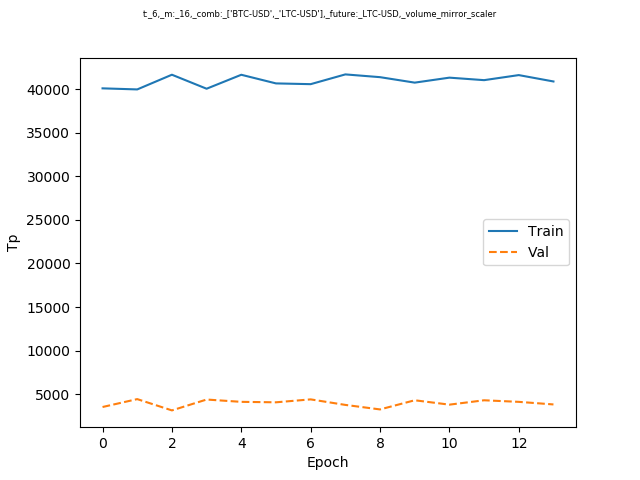 t:_6,_m:_16,_comb:_['BTC-USD',_'LTC-USD'],_future:_LTC-USD,_volume_mirror_scaler
40000
35000
30000
25000
20000
15000
10000
5000
Tp
Train
Val
0 2 4 6 8 10 12
Epoch